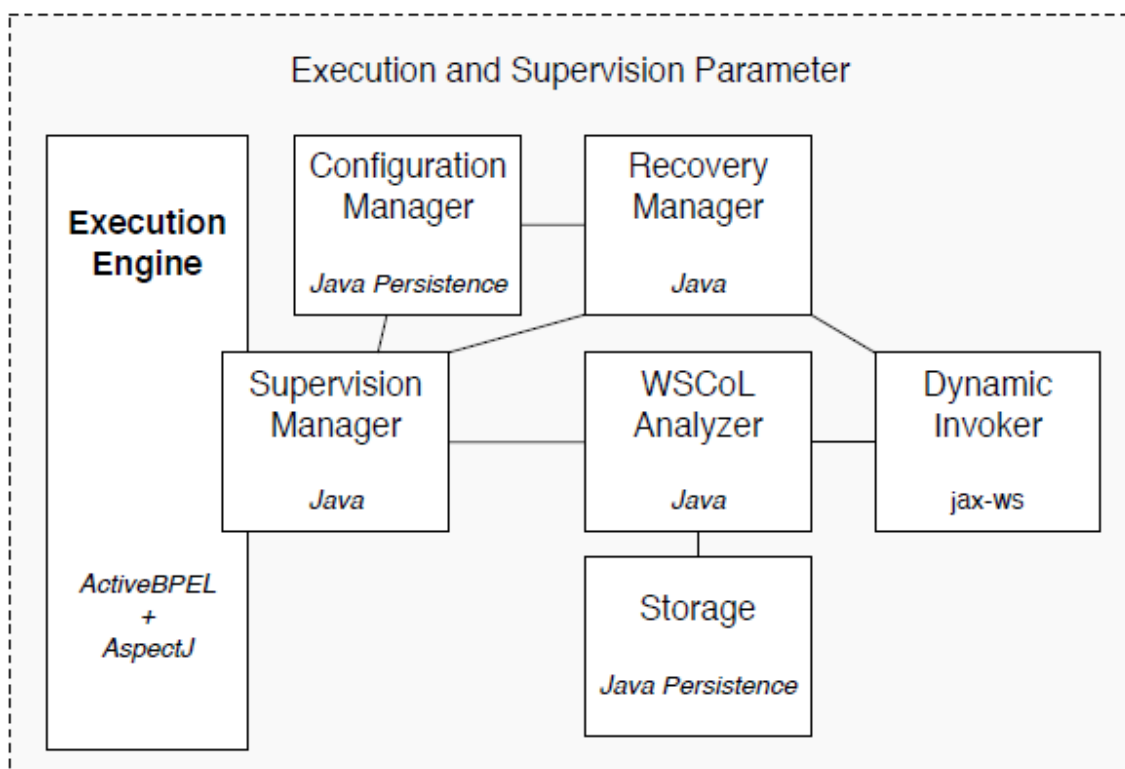 Execution and Supervision Parameter
Execution
Engine
ActiveBPEL
+
AspectJ
Configuration
Manager
Java Persistence
Recovery
Manager
Java
Supervision
Manager
Java
WSCoL
Analyzer
Java
Dynamic
Invoker
jax-ws
Storage
Java Persistence